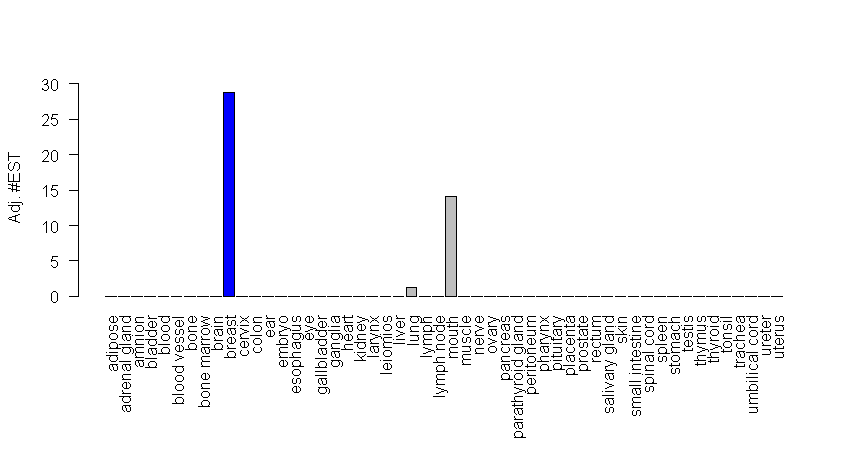 30
25
20
15
10
5
0
Adj. #EST
adipose
adrenal gland
amnion
bladder
blood
blood vessel
bone
bone marrow
brain
breast
cervix
colon
ear
embryo
esophagus
eye
gallbladder
ganglia
heart
kidney
larynx
leiomios
liver
lung
lymph
lymph node
mouth
muscle
nerve
ovary
pancreas
parathyroid gland
peritoneum
pharynx
pituitary
placenta
prostate
rectum
salivary gland
skin
small intestine
spinal cord
spleen
stomach
testis
thymus
thyroid
tonsil
trachea
umbilical cord
ureter
uterus